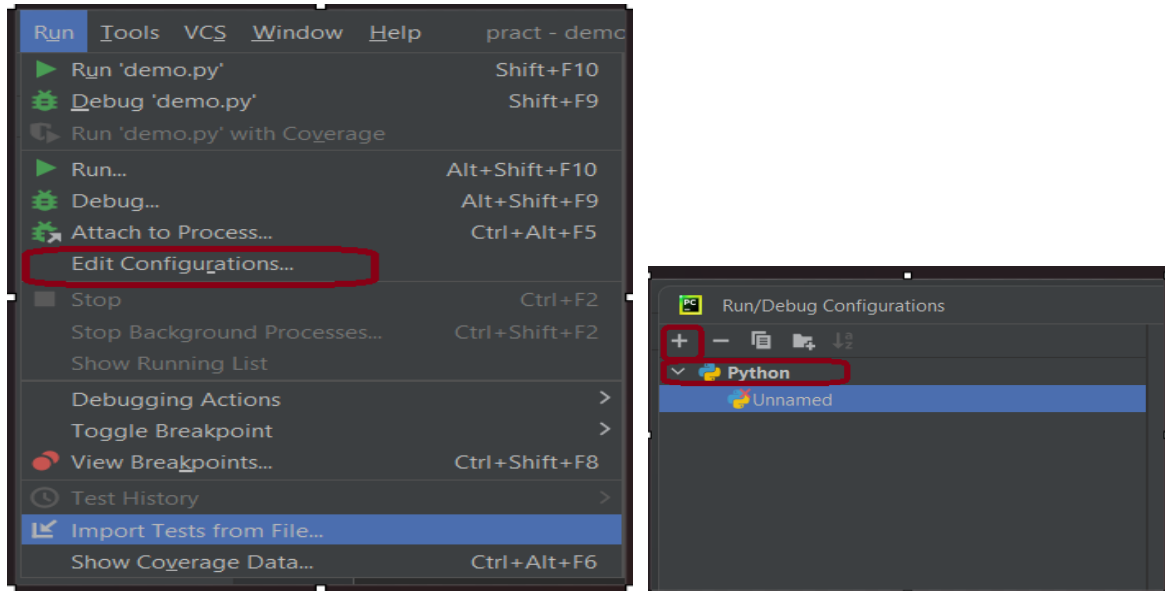 Run Tools VCS Window Help pract - demo
Run 'demo.py' Shift+F10
Debug 'demo.py' Shift+F9
Run 'demo.py' with Coverage
Run... Alt+Shift+F10
Debug... Alt+Shift+F9
Attach to Process... Ctrl+Alt+F5
Edit Configurations...
Stop Ctrl+F2
Stop Background Processes... Ctrl+Shift+F2
Show Running List
Debugging Actions
Toggle Breakpoint
View Breakpoints... Ctrl+Shift+F8
Test History
Import Tests from File...
Show Coverage Data... Ctrl+Alt+F6
PC Run/Debug Configurations
Python
Unnamed